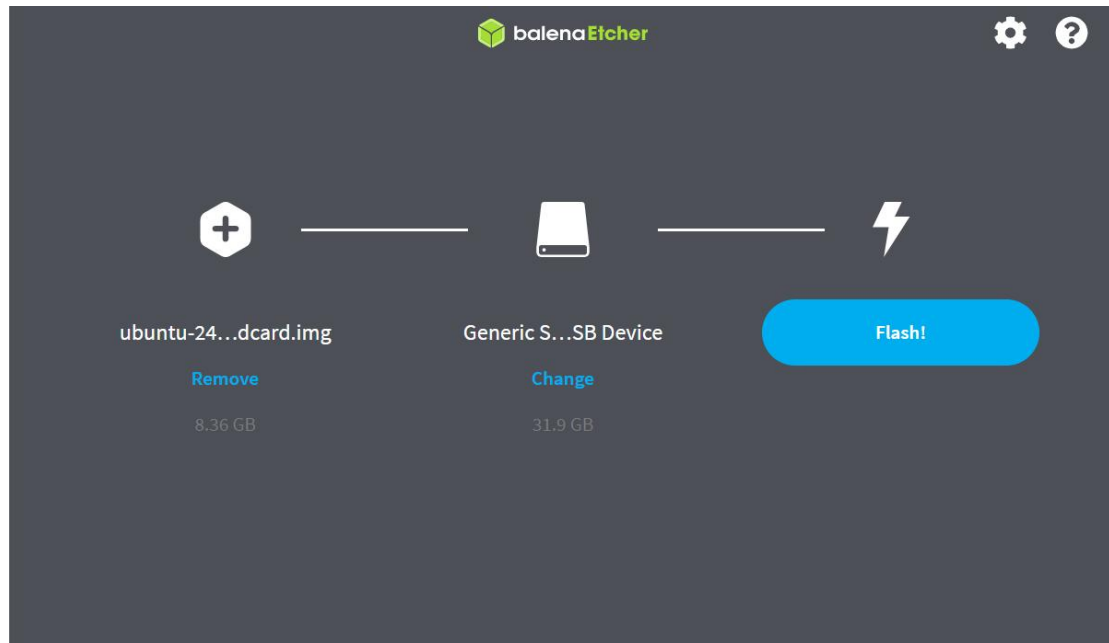 balenaEtcher
ubuntu-24...dcard.img
Remove
8.36 GB
Generic S...SB Device
Change
31.9 GB
Flash!